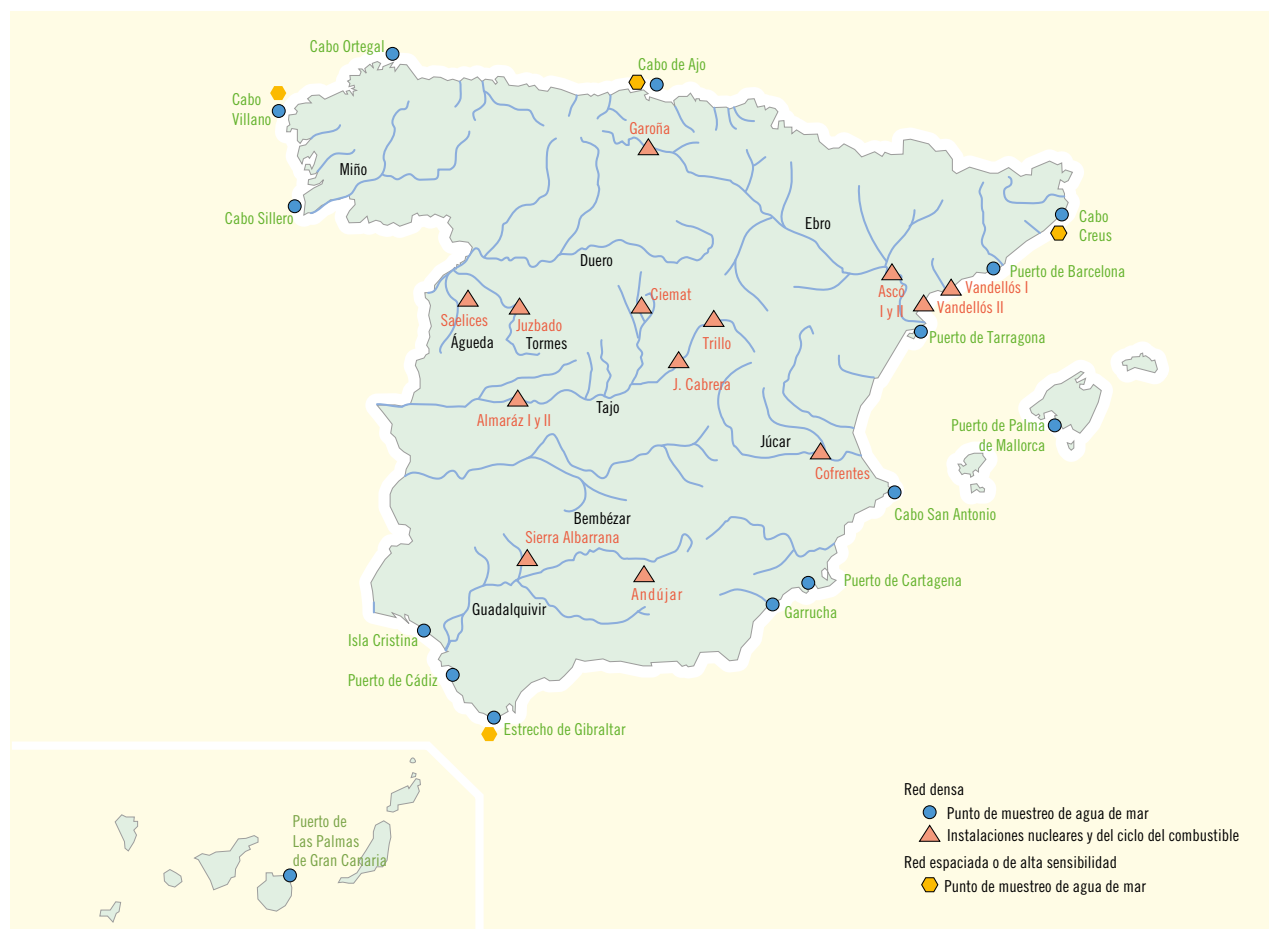 Cabo Ortegal
Cabo de Ajo
Cabo
Villano
Garoña
Miño
Cabo Sillero
Ebro
Cabo
Creus
Duero
Puerto de Barcelona
Ciemat
Ascó
I y II
Vandellós I
Vandellós II
Saelices
Juzbado
Águeda
Tormes
Trillo
Puerto de Tarragona
J. Cabrera
Tajo
Almaráz I y II
Puerto de Palma
de Mallorca
Júcar
Cofrentes
Cabo San Antonio
Bembézar
Sierra Albarrana
Andújar
Puerto de Cartagena
Guadalquivir
Garrucha
Isla Cristina
Puerto de Cádiz
Estrecho de Gibraltar
Puerto de
Las Palmas
de Gran Canaria
Red densa
Punto de muestreo de agua de mar
Instalaciones nucleares y del ciclo del combustible
Red espaciada o de alta sensibilidad
Punto de muestreo de agua de mar